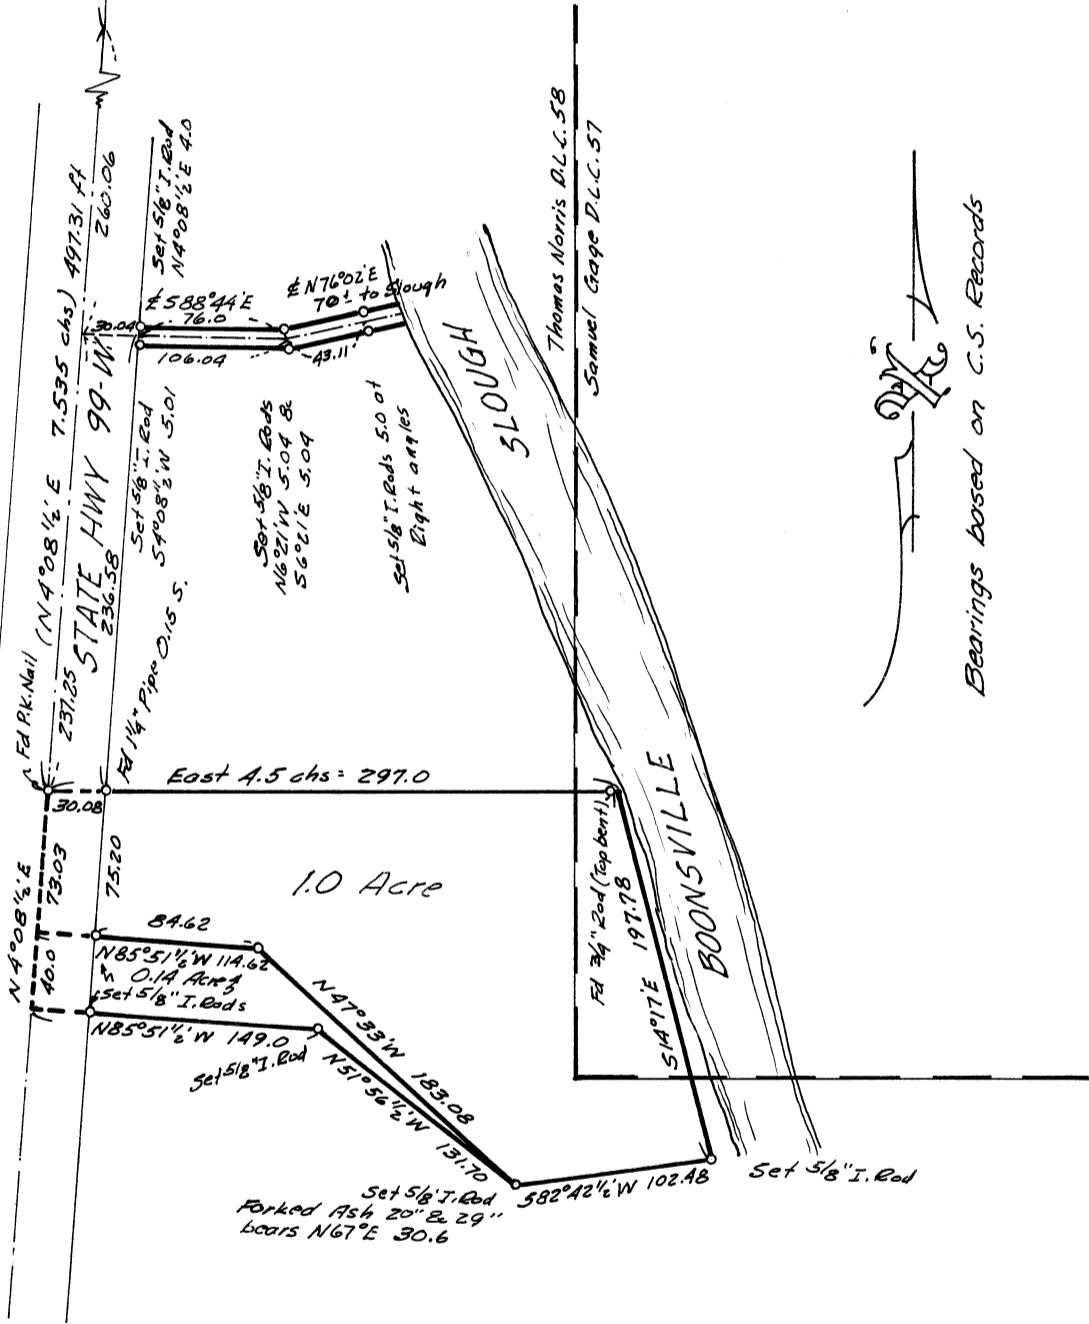 N
(N 4°08½'E 7.535 chs) 497.31 ft
260.06
Set 5/8" I. Rod
N4°08½'E 4.0
Thomas Norris D.L.C. 58
Samuel Gage D.L.C. 57
℄ S88°44'E
76.0
℄ N76°02'E
70± to Slough
30.04
106.04
43.11
STATE HWY 99-W
237.25
236.58
Set 5/8" I. Rod
S4°08½'W 5.01
Set 5/8" I. Rods
N6°21'W 5.04 &
S6°21'E 5.04
Set 5/8" I. Rods 5.0 at
Right angles
SLOUGH
Fd P.K. Nail
Fd 1¼" Pipe 0.15 S.
East 4.5 chs = 297.0
30.08
N 4°08½'E
73.03
75.20
1.0 Acre
Fd ¾" Rod (Top bent)
BOONSVILLE
S14°17'E 197.78
40.0
84.62
N85°51½'W 114.62
0.14 Acre
Set 5/8" I. Rods
N85°51½'W 149.0
Set 5/8" I. Rod
N47°33'W 183.08
N51°56½'W 131.70
Set 5/8" I. Rod
S82°42½'W 102.48
Set 5/8" I. Rod
Forked Ash 20" & 29"
bears N67°E 30.6
Bearings based on C.S. Records